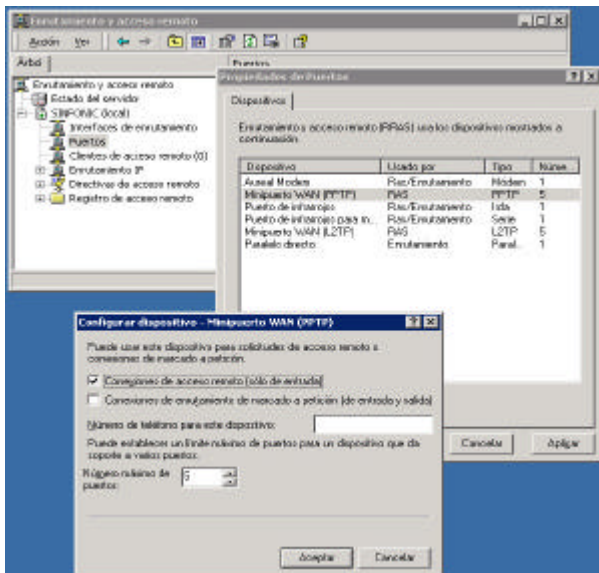 Enrutamiento y acceso remoto
Acción Ver
Árbol
Puertos
Enrutamiento y acceso remoto
Estado del servidor
SINFONIC (local)
Interfaces de enrutamiento
Puertos
Clientes de acceso remoto (0)
Enrutamiento IP
Directivas de acceso remoto
Registro de acceso remoto
Propiedades de Puertos
Dispositivos
Enrutamiento y acceso remoto (RRAS) usa los dispositivos mostrados a
continuación.
Dispositivo Usado por Tipo Núme
Aureal Modem Ras/Enrutamiento Módem 1
Minipuerto WAN (PPTP) RAS PPTP 5
Puerto de infrarrojos Ras/Enrutamiento Irda 1
Puerto de infrarrojos para m... Ras/Enrutamiento Serie 1
Minipuerto WAN (L2TP) RAS L2TP 5
Paralelo directo Enrutamiento Paral... 1
Cancelar Aplicar
Configurar dispositivo - Minipuerto WAN (PPTP)
Puede usar este dispositivo para solicitudes de acceso remoto o
conexiones de marcado a petición.
Conexiones de acceso remoto (sólo de entrada)
Conexiones de enrutamiento de marcado a petición (de entrada y salida)
Número de teléfono para este dispositivo:
Puede establecer un límite máximo de puertos para un dispositivo que da
soporte a varios puertos.
Número máximo de
puertos:
Aceptar Cancelar